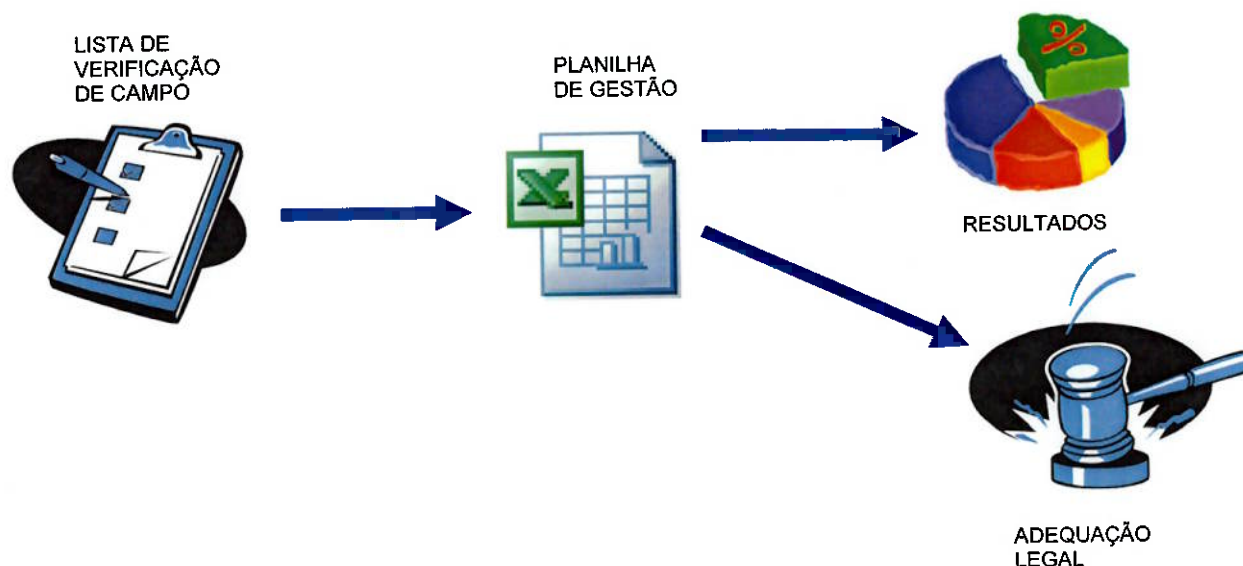 LISTA DE
VERIFICAÇÃO
DE CAMPO
PLANILHA
DE GESTÃO
%
RESULTADOS
ADEQUAÇÃO
LEGAL